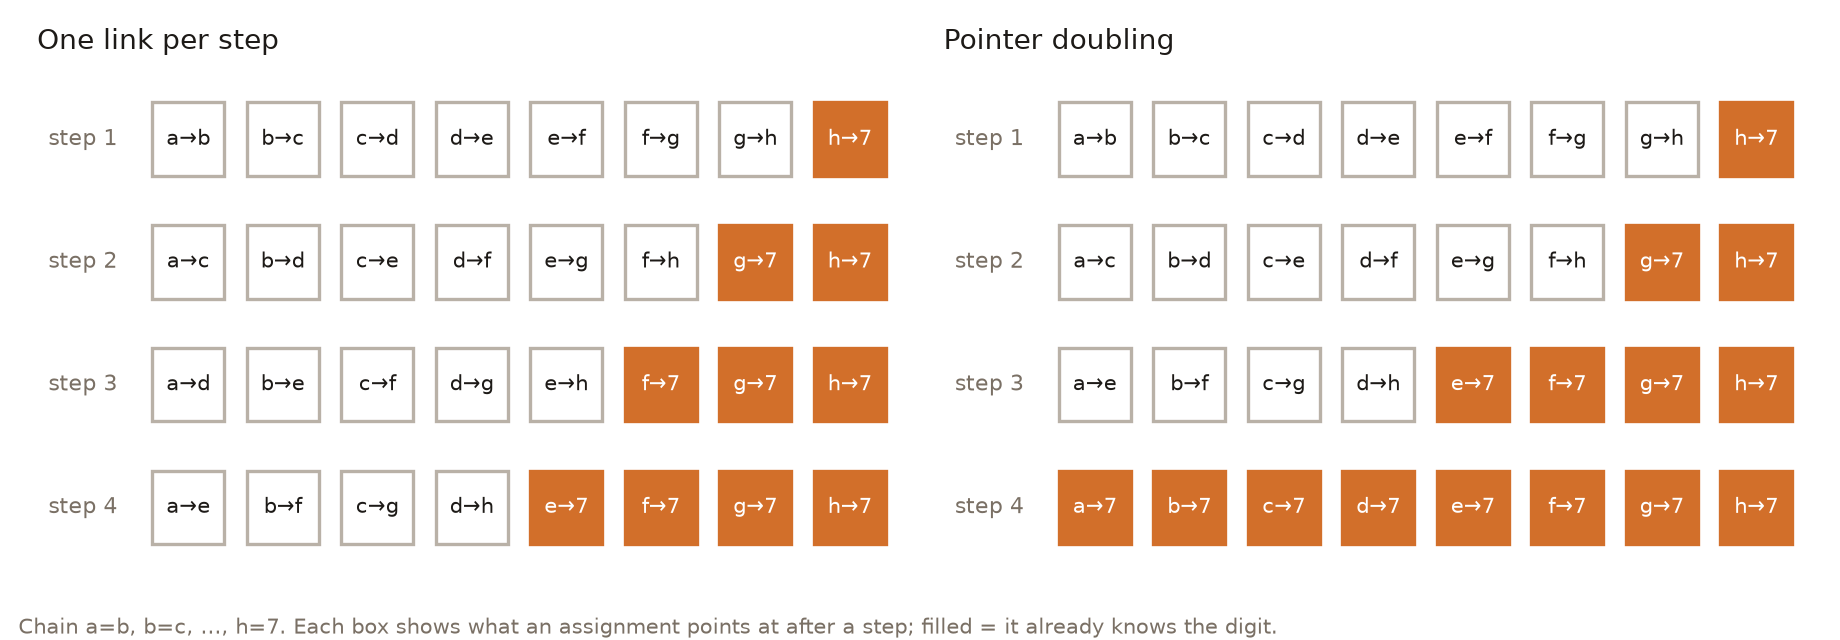 One link per step
step 1 a→b b→c c→d d→e e→f f→g g→h h→7
step 2 a→c b→d c→e d→f e→g f→h g→7 h→7
step 3 a→d b→e c→f d→g e→h f→7 g→7 h→7
step 4 a→e b→f c→g d→h e→7 f→7 g→7 h→7
Pointer doubling
step 1 a→b b→c c→d d→e e→f f→g g→h h→7
step 2 a→c b→d c→e d→f e→g f→h g→7 h→7
step 3 a→e b→f c→g d→h e→7 f→7 g→7 h→7
step 4 a→7 b→7 c→7 d→7 e→7 f→7 g→7 h→7
Chain a=b, b=c, ..., h=7. Each box shows what an assignment points at after a step; filled = it already knows the digit.